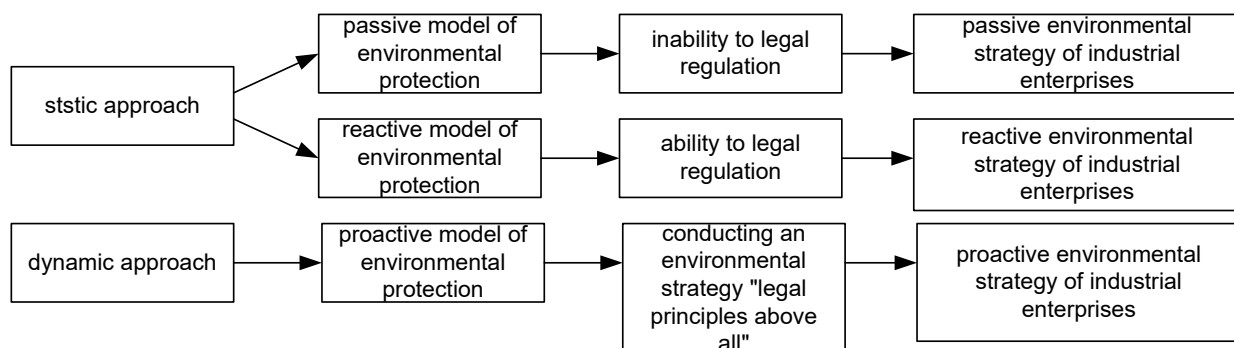 passive model of
environmental
protection
inability to legal
regulation
passive environmental
strategy of industrial
enterprises
ststic approach
reactive model of
environmental
protection
ability to legal
regulation
reactive environmental
strategy of industrial
enterprises
dynamic approach
proactive model of
environmental
protection
conducting an
environmental
strategy "legal
principles above
all"
proactive environmental
strategy of industrial
enterprises